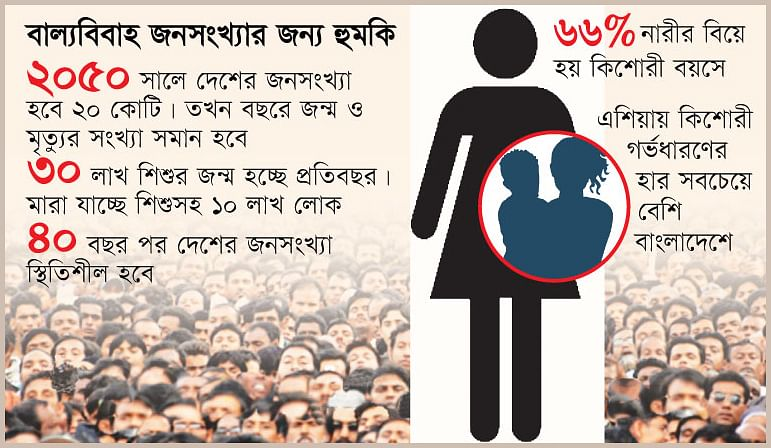 বাল্যবিবাহ জনসংখ্যার জন্য হুমকি
২০৫০ সালে দেশের জনসংখ্যা
হবে ২০ কোটি। তখন বছরে জন্ম ও
মৃত্যুর সংখ্যা সমান হবে
৩০ লাখ শিশুর জন্ম হচ্ছে প্রতিবছর।
মারা যাচ্ছে শিশুসহ ১০ লাখ লোক
৪০ বছর পর দেশের জনসংখ্যা
স্থিতিশীল হবে
৬৬% নারীর বিয়ে
হয় কিশোরী বয়সে
এশিয়ায় কিশোরী
গর্ভধারণের
হার সবচেয়ে
বেশি
বাংলাদেশে